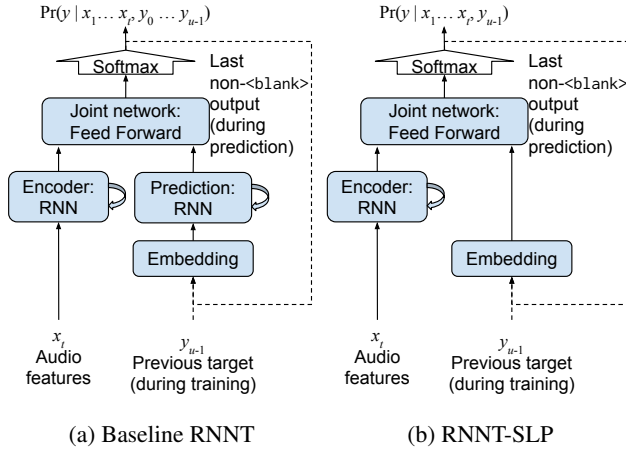 Pr(y | x₁… xₜ, y₀ … yᵤ₋₁)
Softmax
Last
non-<blank>
output
(during
prediction)
Joint network:
Feed Forward
Encoder:
RNN
Prediction:
RNN
Embedding
xₜ
Audio
features
yᵤ₋₁
Previous target
(during training)
(a) Baseline RNNT
Pr(y | x₁… xₜ, yᵤ₋₁)
Softmax
Last
non-<blank>
output
(during
prediction)
Joint network:
Feed Forward
Encoder:
RNN
Embedding
xₜ
Audio
features
yᵤ₋₁
Previous target
(during training)
(b) RNNT-SLP